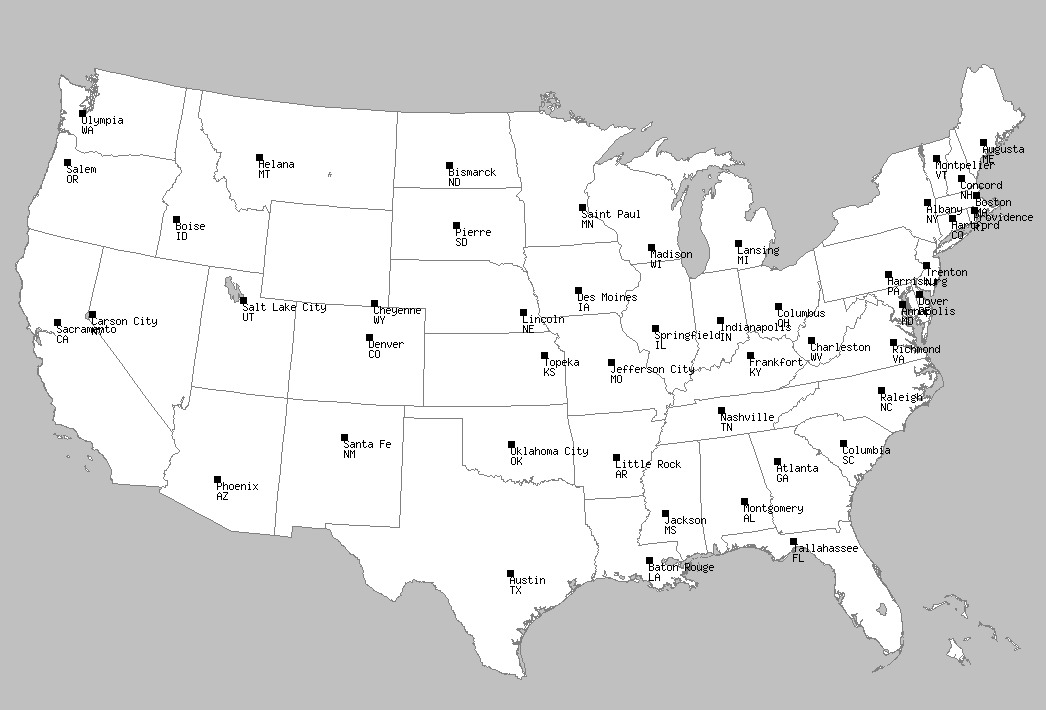 Olympia
WA
Salem
OR
Helana
MT
Boise
ID
Bismarck
ND
Pierre
SD
Saint Paul
MN
Madison
WI
Lansing
MI
Augusta
ME
Montpelier
VT
Concord
NH
Boston
Albany
NY
Providence
Hartford
CO
Trenton
NJ
Harrisburg
PA
Dover
DE
Annapolis
MD
Salt Lake City
UT
Cheyenne
WY
Carson City
Sacramento
CA
Denver
CO
Lincoln
NE
Des Moines
IA
Topeka
KS
Springfield
IL
Indianapolis
IN
Columbus
OH
Jefferson City
MO
Frankfort
KY
Charleston
WV
Richmond
VA
Raleigh
NC
Nashville
TN
Columbia
SC
Santa Fe
NM
Phoenix
AZ
Oklahoma City
OK
Little Rock
AR
Atlanta
GA
Montgomery
AL
Jackson
MS
Tallahassee
FL
Baton Rouge
LA
Austin
TX